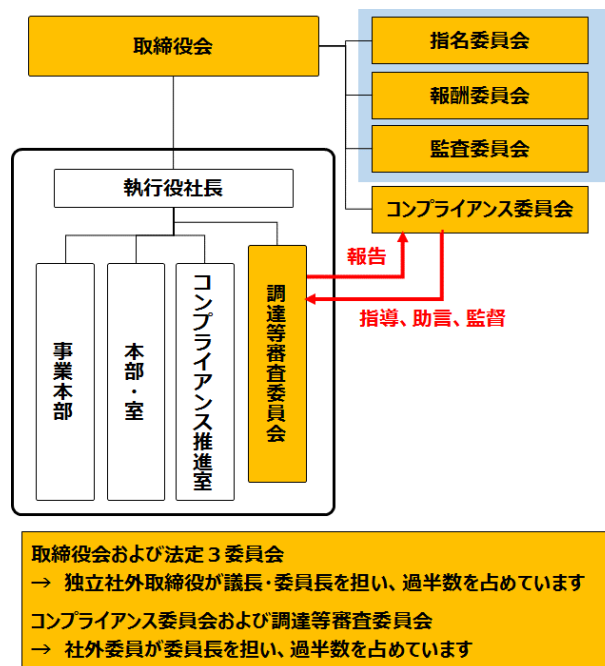 取締役会
指名委員会
報酬委員会
監査委員会
コンプライアンス委員会
執行役社長
報告
指導、助言、監督
事業本部
本部・室
コンプライアンス推進室
調達等審査委員会
取締役会および法定３委員会
→ 独立社外取締役が議長・委員長を担い、過半数を占めています
コンプライアンス委員会および調達等審査委員会
→ 社外委員が委員長を担い、過半数を占めています